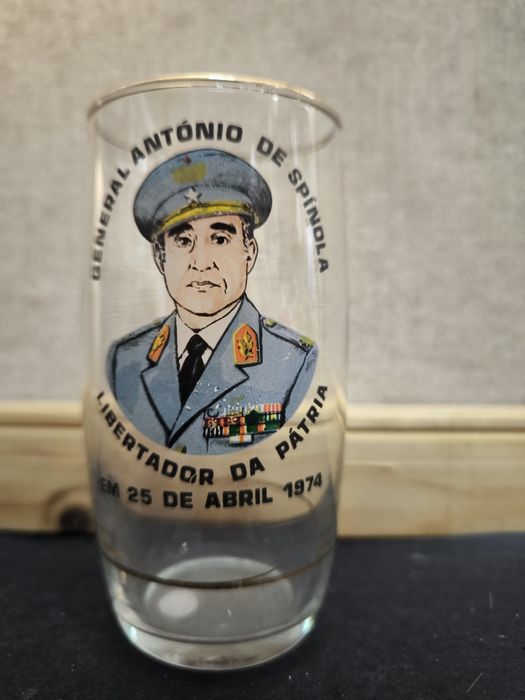 GENERAL ANTÓNIO DE SPÍNOLA
LIBERTADOR DA PÁTRIA
EM 25 DE ABRIL 1974